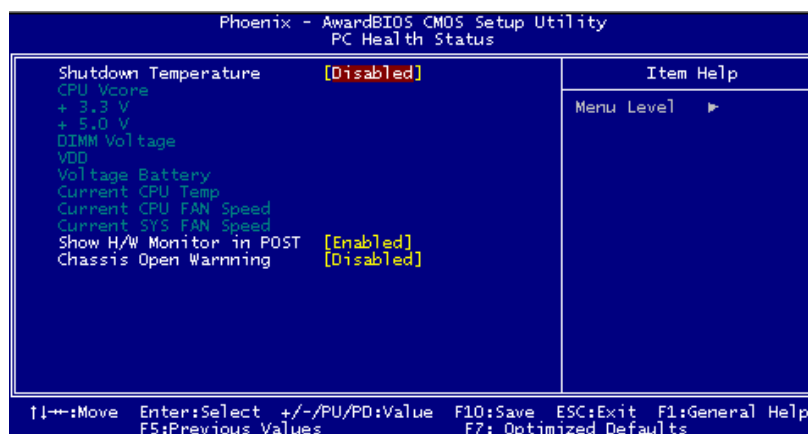 Phoenix - AwardBIOS CMOS Setup Utility
PC Health Status
Shutdown Temperature [Disabled]
CPU Vcore
+ 3.3 V
+ 5.0 V
DIMM Voltage
VDD
Voltage Battery
Current CPU Temp
Current CPU FAN Speed
Current SYS FAN Speed
Show H/W Monitor in POST [Enabled]
Chassis Open Warnning [Disabled]
Item Help
Menu Level ►
↑↓→←:Move Enter:Select +/-/PU/PD:Value F10:Save ESC:Exit F1:General Help
F5:Previous Values F7: Optimized Defaults